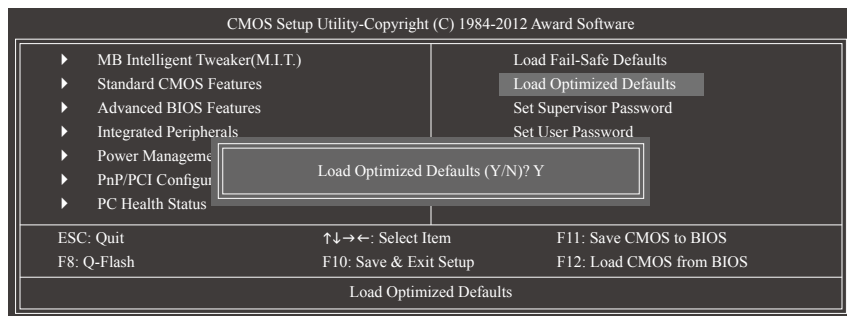 CMOS Setup Utility-Copyright (C) 1984-2012 Award Software
MB Intelligent Tweaker(M.I.T.)
Standard CMOS Features
Advanced BIOS Features
Integrated Peripherals
Power Manageme
PnP/PCI Configur
PC Health Status
Load Fail-Safe Defaults
Load Optimized Defaults
Set Supervisor Password
Set User Password
Load Optimized Defaults (Y/N)? Y
ESC: Quit ↑↓→←: Select Item F11: Save CMOS to BIOS
F8: Q-Flash F10: Save & Exit Setup F12: Load CMOS from BIOS
Load Optimized Defaults